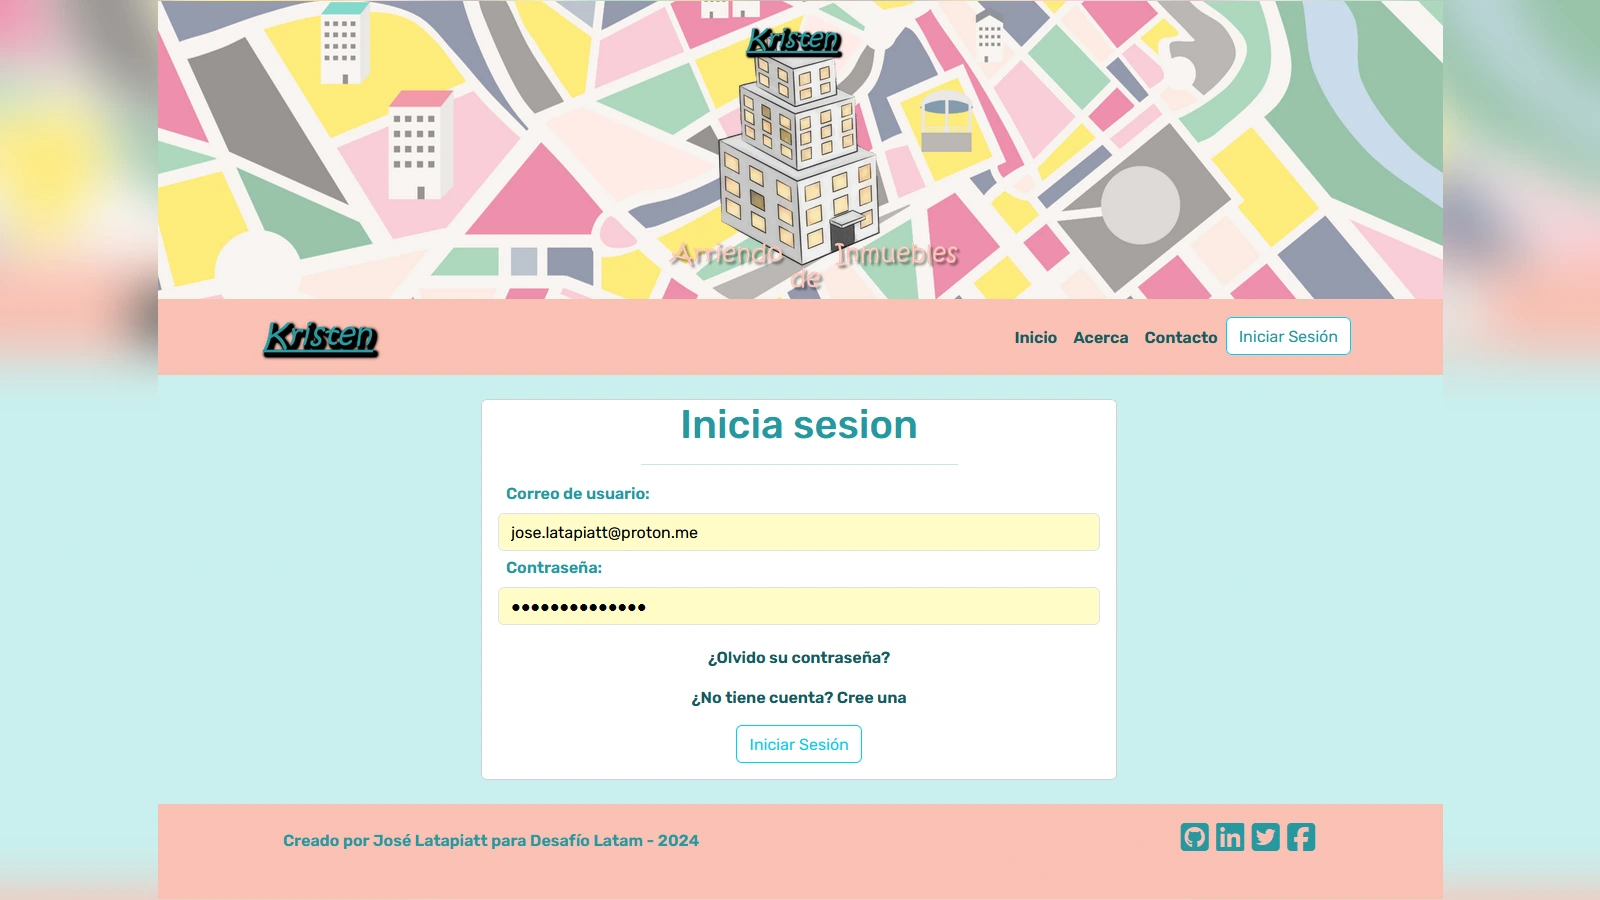 Kristen
Arriendo de Inmuebles
Kristen
Inicio Acerca Contacto Iniciar Sesión
Inicia sesion
Correo de usuario:
jose.latapiatt@proton.me
Contraseña:
••••••••••••••
¿Olvido su contraseña?
¿No tiene cuenta? Cree una
Iniciar Sesión
Creado por José Latapiatt para Desafío Latam - 2024